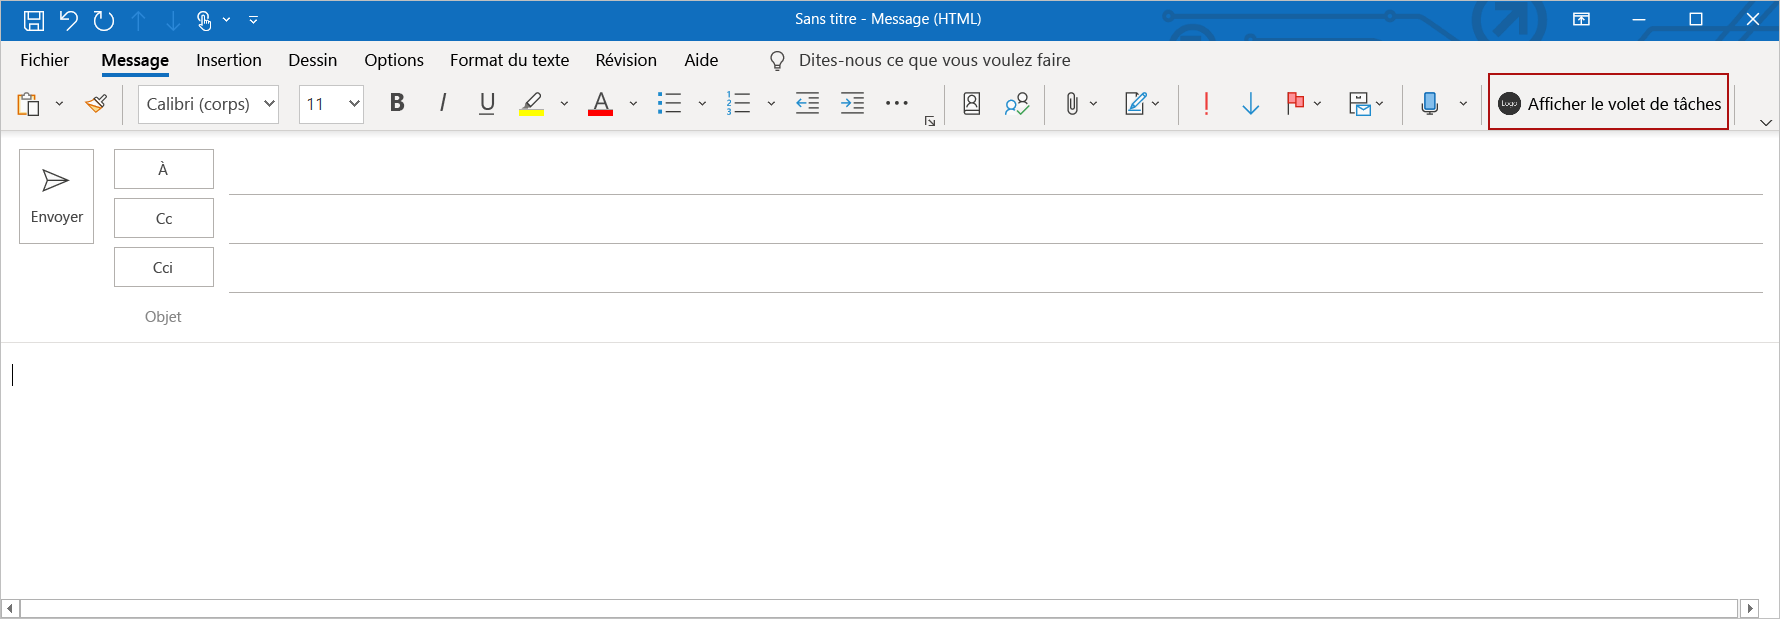 Sans titre - Message (HTML)
Fichier Message Insertion Dessin Options Format du texte Révision Aide Dites-nous ce que vous voulez faire
Calibri (corps) 11 B I U A Logo Afficher le volet de tâches
À
Envoyer
Cc
Cci
Objet